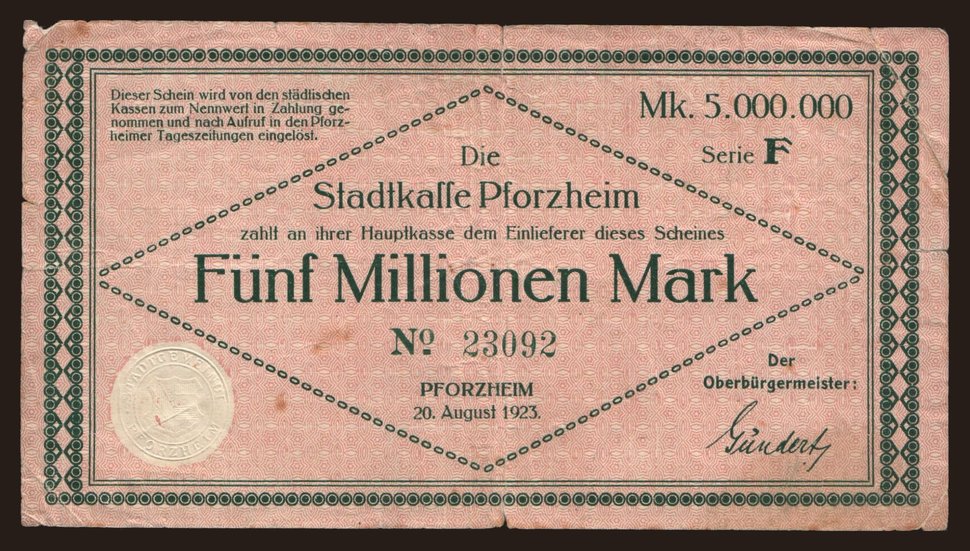 Dieser Schein wird von den städtischen
Kassen zum Nennwert in Zahlung ge-
nommen und nach Aufruf in den Pforz-
heimer Tageszeitungen eingelöst.
Mk. 5.000.000
Serie F
Die
Stadtkasse Pforzheim
zahlt an ihrer Hauptkasse dem Einlieferer dieses Scheines
Fünf Millionen Mark
No. 23092
PFORZHEIM
20. August 1923.
Der
Oberbürgermeister:
Gündert
PFORZHEIM